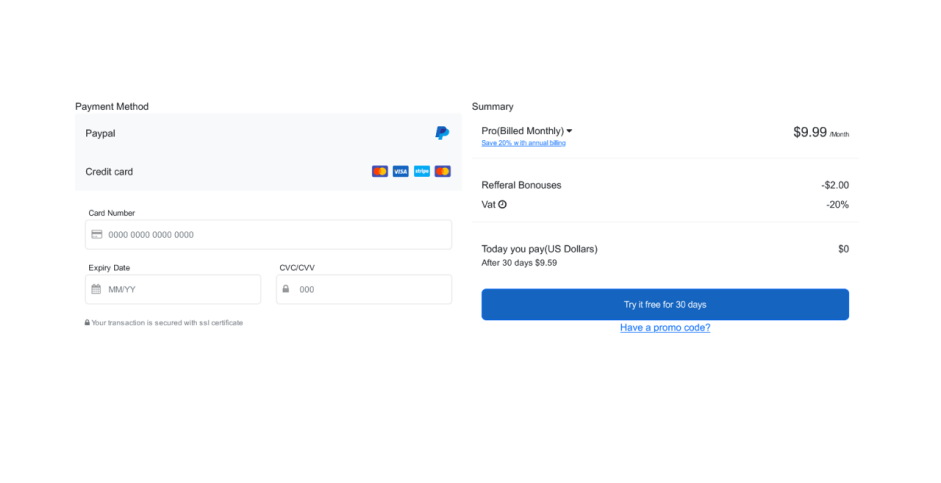 Payment Method
Paypal
Credit card
VISA
stripe
Card Number
0000 0000 0000 0000
Expiry Date
CVC/CVV
MM/YY
000
Your transaction is secured with ssl certificate
Summary
Pro(Billed Monthly)
$9.99 /Month
Save 20% with annual billing
Refferal Bonouses
-$2.00
Vat
-20%
Today you pay(US Dollars)
$0
After 30 days $9.59
Try it free for 30 days
Have a promo code?